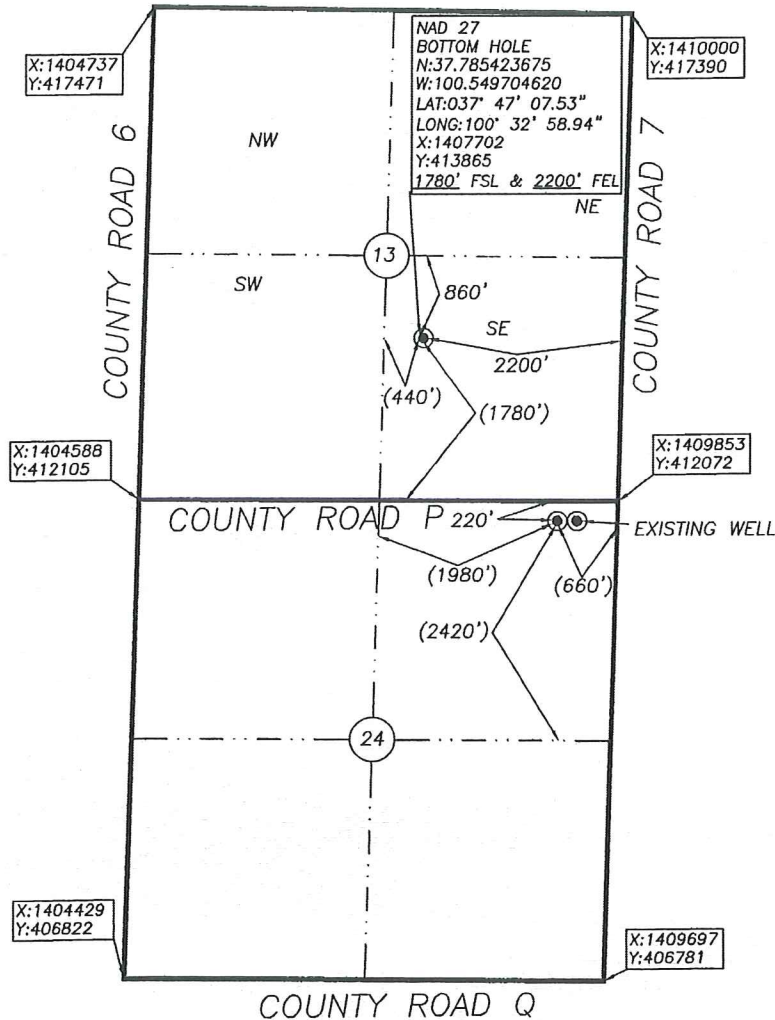 NAD 27
BOTTOM HOLE
N:37.785423675
W:100.549704620
LAT:037° 47' 07.53"
LONG:100° 32' 58.94"
X:1407702
Y:413865
1780' FSL & 2200' FEL
X:1404737
Y:417471
X:1410000
Y:417390
COUNTY ROAD 6
COUNTY ROAD 7
NW
NE
13
SW
SE
860'
2200'
(440')
(1780')
X:1404588
Y:412105
X:1409853
Y:412072
COUNTY ROAD P
220'
EXISTING WELL
(1980')
(660')
(2420')
24
X:1404429
Y:406822
X:1409697
Y:406781
COUNTY ROAD Q